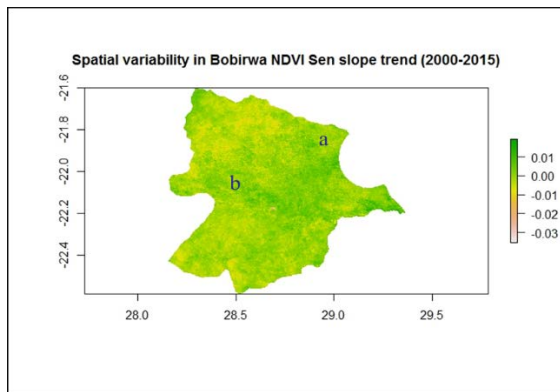 Spatial variability in Bobirwa NDVI Sen slope trend (2000-2015)
-21.6
-21.8
-22.0
-22.2
-22.4
a
b
0.01
0.00
-0.01
-0.02
-0.03
28.0 28.5 29.0 29.5